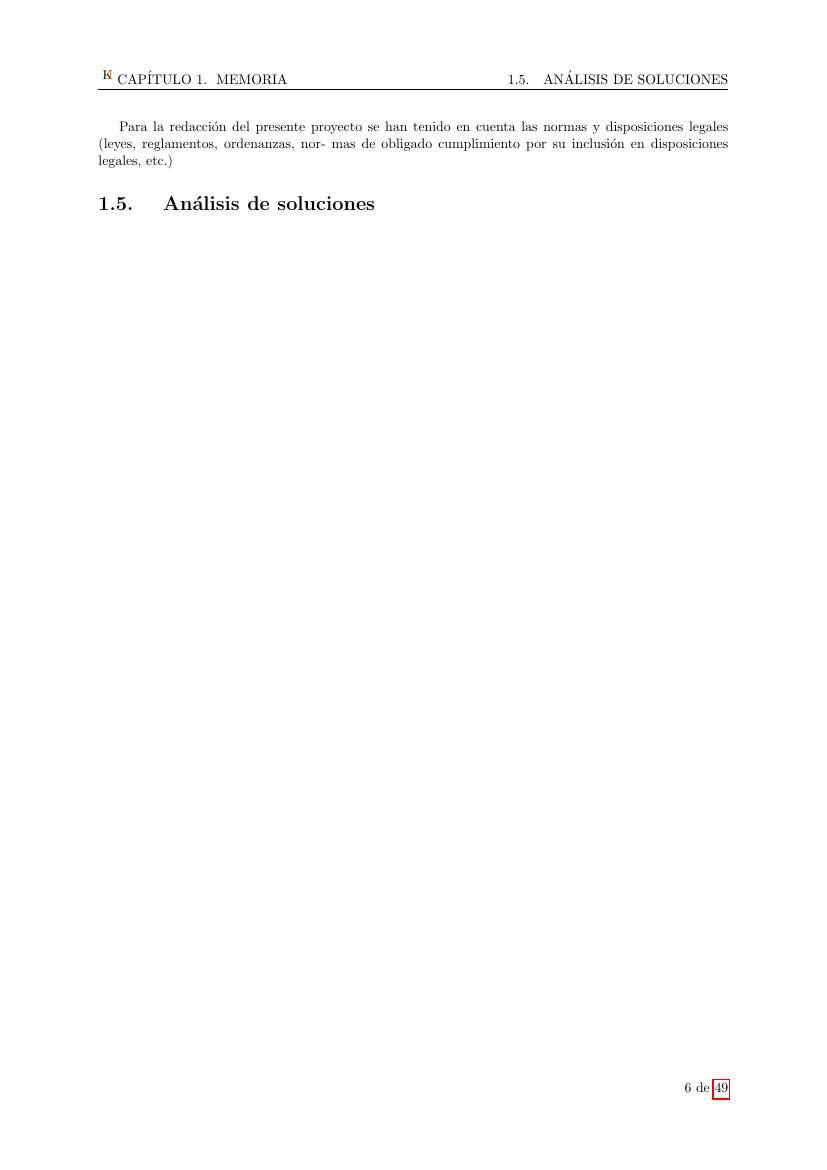 K CAPÍTULO 1. MEMORIA 1.5. ANÁLISIS DE SOLUCIONES
Para la redacción del presente proyecto se han tenido en cuenta las normas y disposiciones legales
(leyes, reglamentos, ordenanzas, nor- mas de obligado cumplimiento por su inclusión en disposiciones
legales, etc.)
1.5. Análisis de soluciones
6 de 49